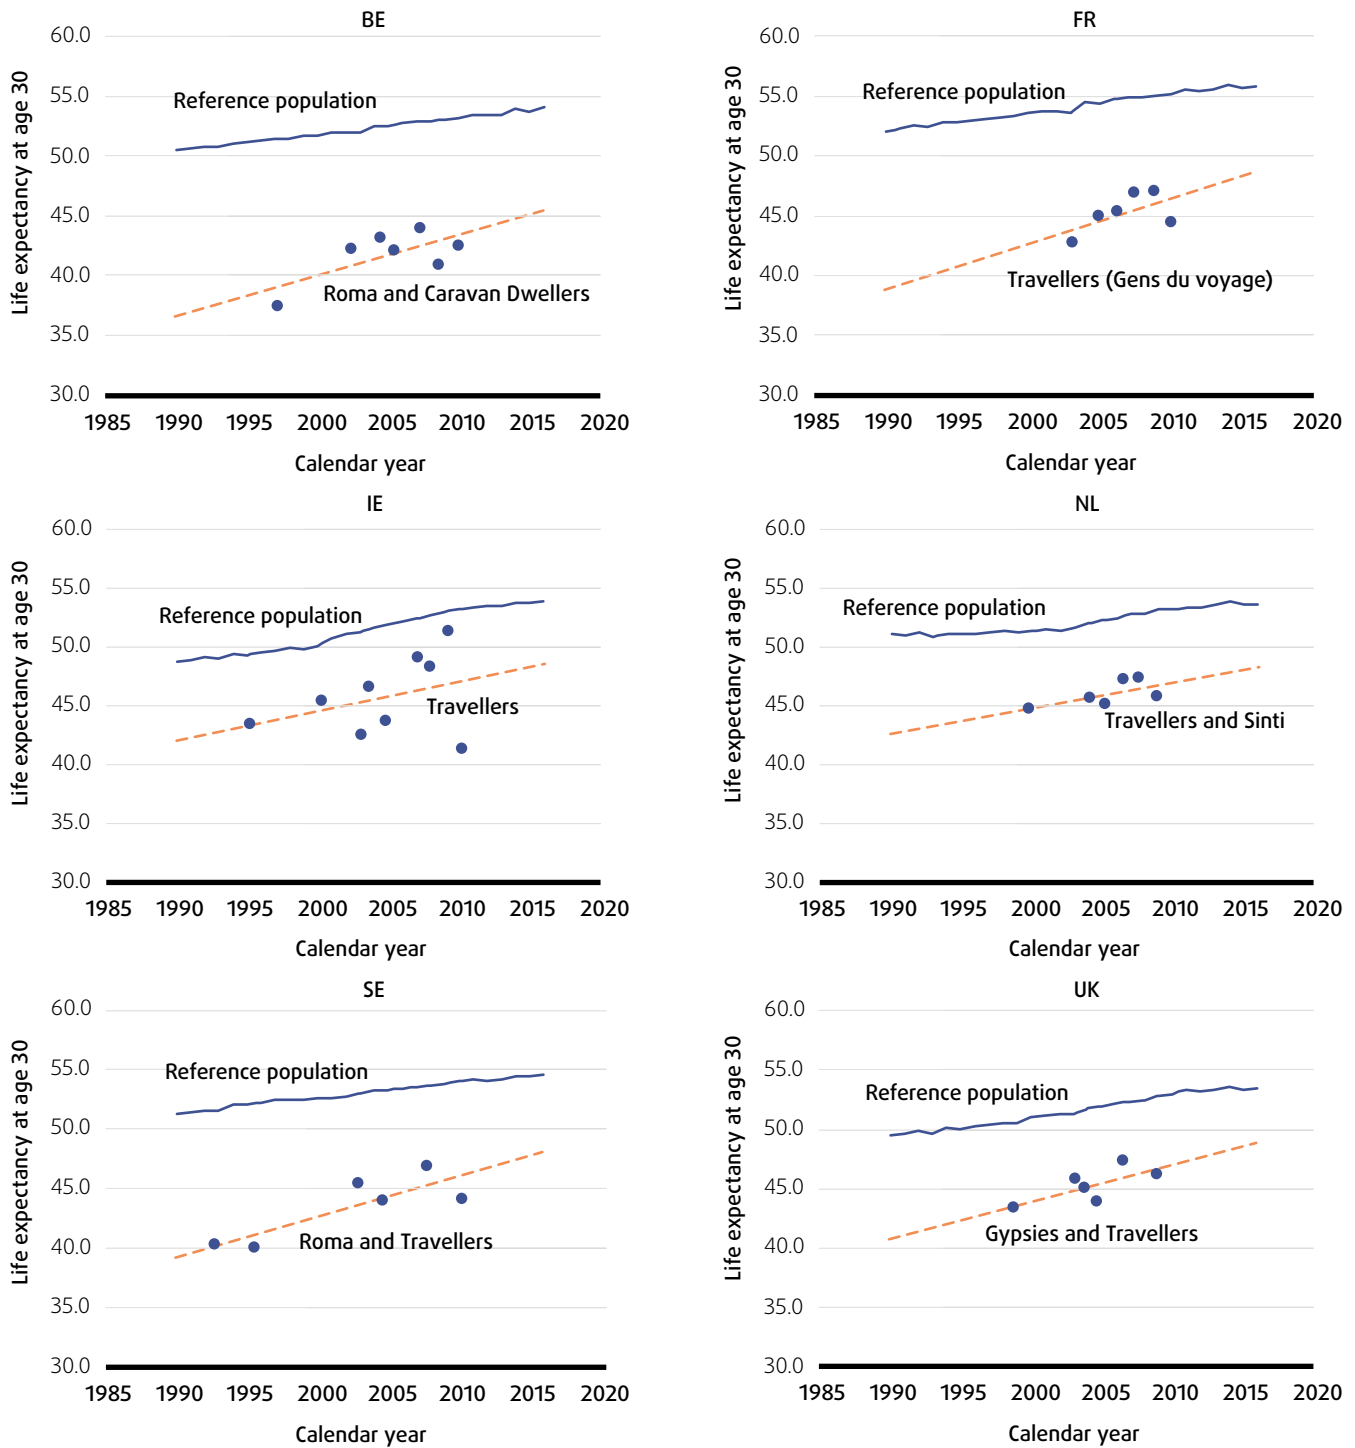 BE
Life expectancy at age 30
60.0
55.0
50.0
45.0
40.0
35.0
30.0
Reference population
Roma and Caravan Dwellers
1985 1990 1995 2000 2005 2010 2015 2020
Calendar year
FR
Life expectancy at age 30
60.0
55.0
50.0
45.0
40.0
35.0
30.0
Reference population
Travellers (Gens du voyage)
1985 1990 1995 2000 2005 2010 2015 2020
Calendar year
IE
Life expectancy at age 30
60.0
55.0
50.0
45.0
40.0
35.0
30.0
Reference population
Travellers
1985 1990 1995 2000 2005 2010 2015 2020
Calendar year
NL
Life expectancy at age 30
60.0
55.0
50.0
45.0
40.0
35.0
30.0
Reference population
Travellers and Sinti
1985 1990 1995 2000 2005 2010 2015 2020
Calendar year
SE
Life expectancy at age 30
60.0
55.0
50.0
45.0
40.0
35.0
30.0
Reference population
Roma and Travellers
1985 1990 1995 2000 2005 2010 2015 2020
Calendar year
UK
Life expectancy at age 30
60.0
55.0
50.0
45.0
40.0
35.0
30.0
Reference population
Gypsies and Travellers
1985 1990 1995 2000 2005 2010 2015 2020
Calendar year